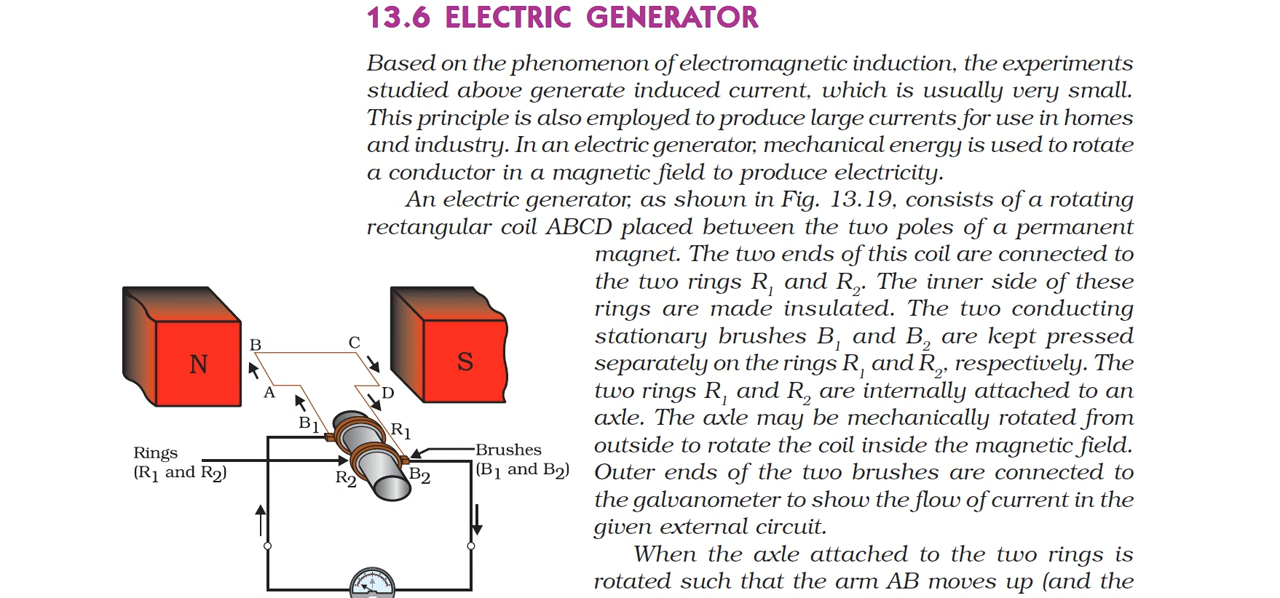 13.6 ELECTRIC GENERATOR
Based on the phenomenon of electromagnetic induction, the experiments
studied above generate induced current, which is usually very small.
This principle is also employed to produce large currents for use in homes
and industry. In an electric generator, mechanical energy is used to rotate
a conductor in a magnetic field to produce electricity.
An electric generator, as shown in Fig. 13.19, consists of a rotating
rectangular coil ABCD placed between the two poles of a permanent
magnet. The two ends of this coil are connected to
the two rings R1 and R2. The inner side of these
rings are made insulated. The two conducting
stationary brushes B1 and B2 are kept pressed
separately on the rings R1 and R2, respectively. The
two rings R1 and R2 are internally attached to an
axle. The axle may be mechanically rotated from
outside to rotate the coil inside the magnetic field.
Outer ends of the two brushes are connected to
the galvanometer to show the flow of current in the
given external circuit.
When the axle attached to the two rings is
rotated such that the arm AB moves up (and the
N
S
B
C
A
D
B1
R1
Rings
(R1 and R2)
R2
B2
Brushes
(B1 and B2)